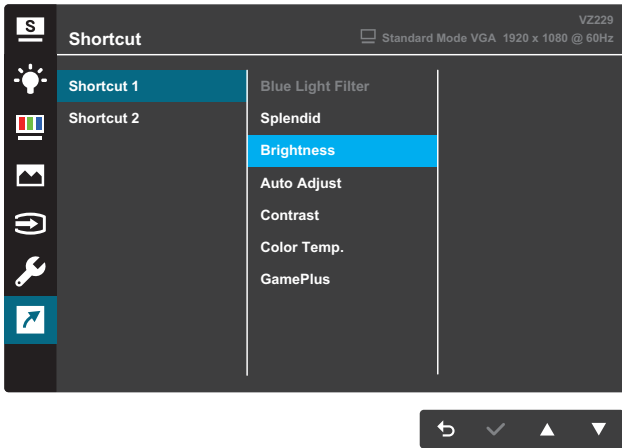 S
VZ229
Shortcut
Standard Mode VGA 1920 x 1080 @ 60Hz
Shortcut 1
Shortcut 2
Blue Light Filter
Splendid
Brightness
Auto Adjust
Contrast
Color Temp.
GamePlus